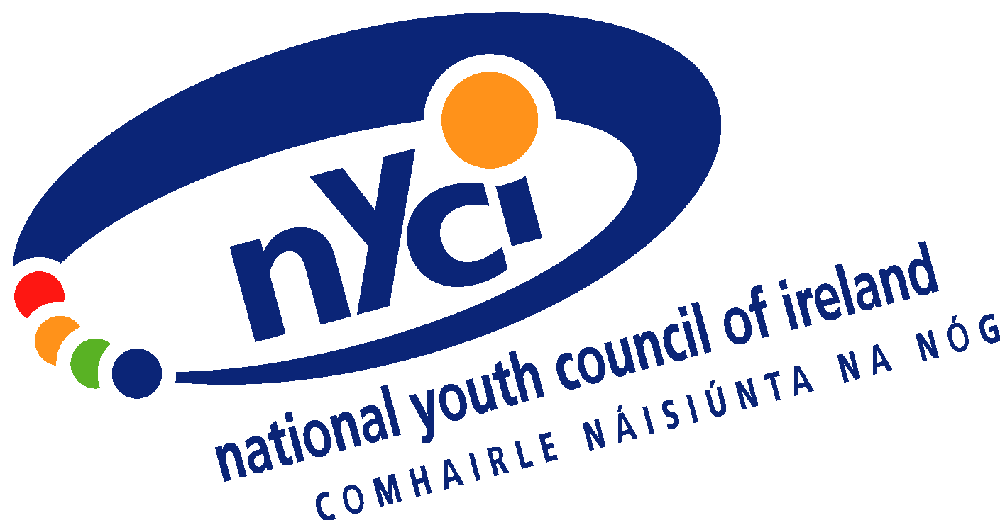 nyci
national youth council of ireland
COMHAIRLE NÁISIÚNTA NA NÓG